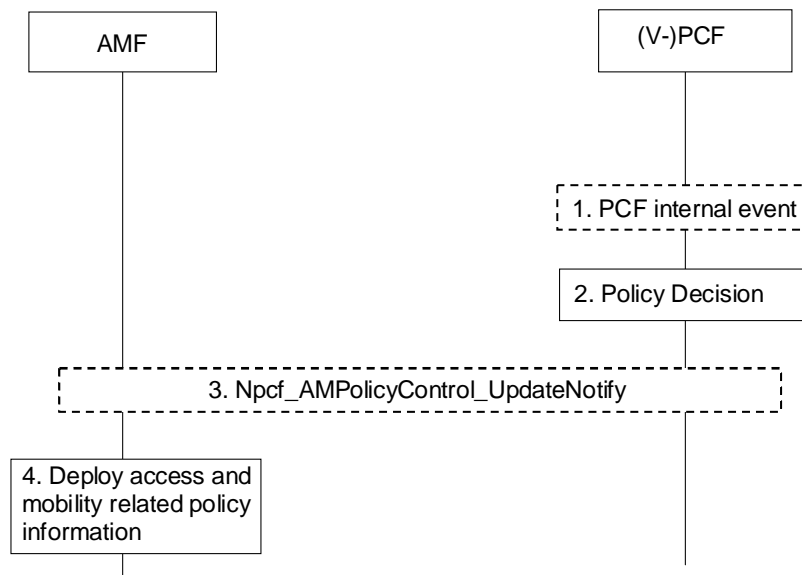 AMF
(V-)PCF
1. PCF internal event
2. Policy Decision
3. Npcf_AMPolicyControl_UpdateNotify
4. Deploy access and
mobility related policy
information